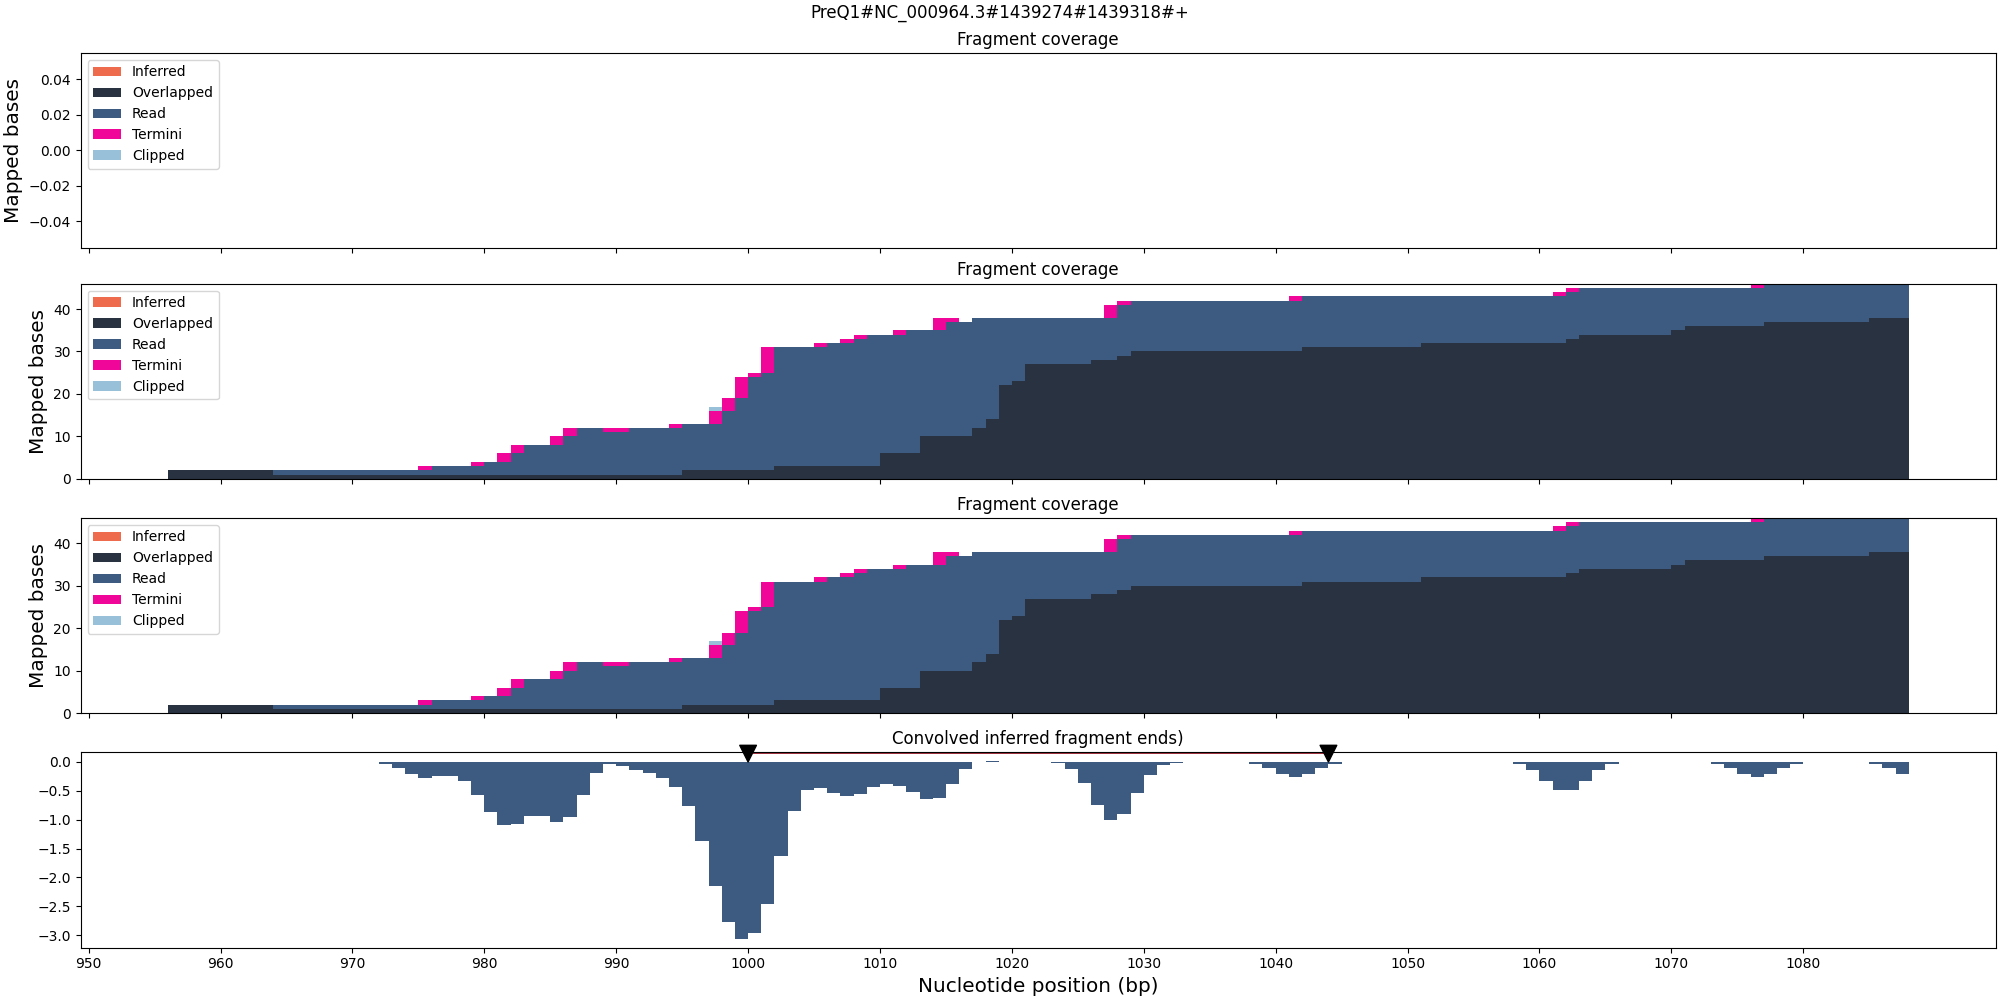 PreQ1#NC_000964.3#1439274#1439318#+
Fragment coverage
Mapped bases
0.04
0.02
0.00
−0.02
−0.04
Inferred
Overlapped
Read
Termini
Clipped
Fragment coverage
Mapped bases
40
30
20
10
0
Inferred
Overlapped
Read
Termini
Clipped
Fragment coverage
Mapped bases
40
30
20
10
0
Inferred
Overlapped
Read
Termini
Clipped
Convolved inferred fragment ends)
0.0
−0.5
−1.0
−1.5
−2.0
−2.5
−3.0
950 960 970 980 990 1000 1010 1020 1030 1040 1050 1060 1070 1080
Nucleotide position (bp)